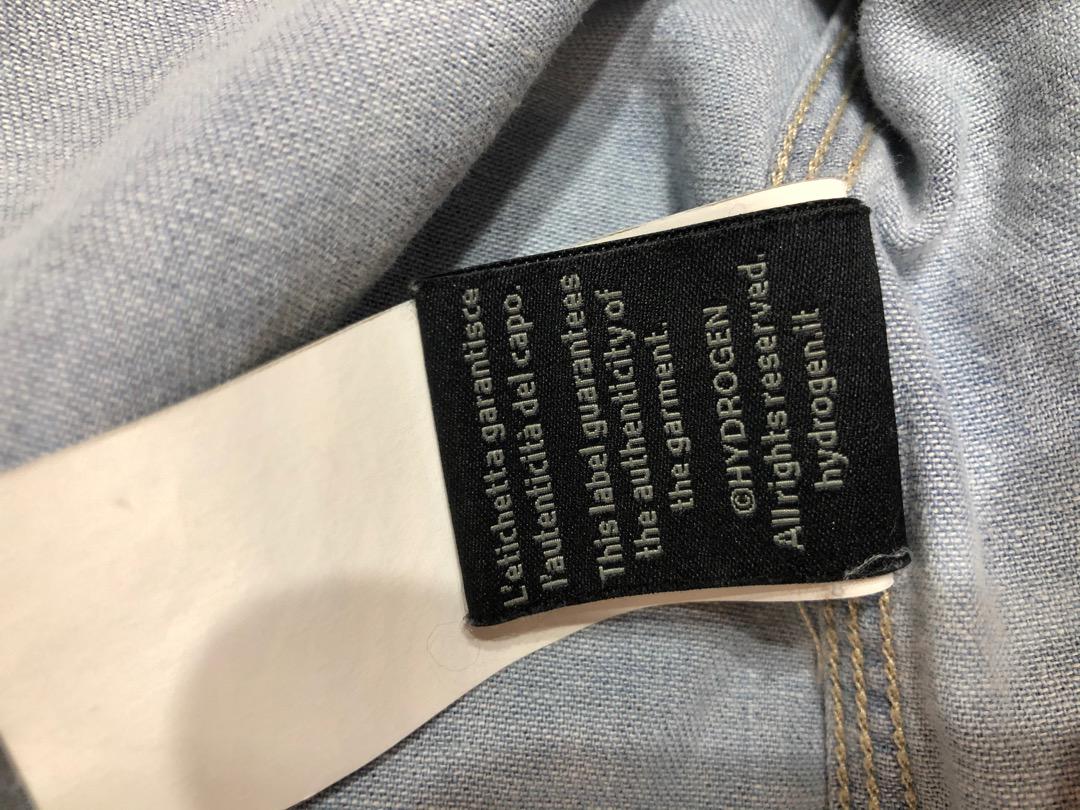 L'etichetta garantisce
l'autenticità del capo.
This label guarantees
the authenticity of
the garment.
©HYDROGEN
All rights reserved.
hydrogen.it